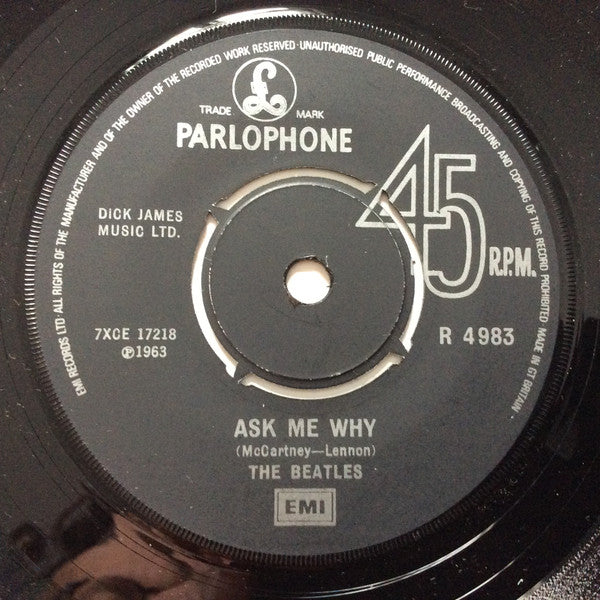 EMI RECORDS LTD·ALL RIGHTS OF THE MANUFACTURER AND OF THE OWNER OF THE RECORDED WORK RESERVED·UNAUTHORISED PUBLIC PERFORMANCE BROADCASTING AND COPYING OF THIS RECORD PROHIBITED MADE IN GT BRITAIN
£
TRADE MARK
PARLOPHONE
45
R.P.M.
DICK JAMES
MUSIC LTD.
7XCE 17218
℗1963
R 4983
ASK ME WHY
(McCartney—Lennon)
THE BEATLES
EMI